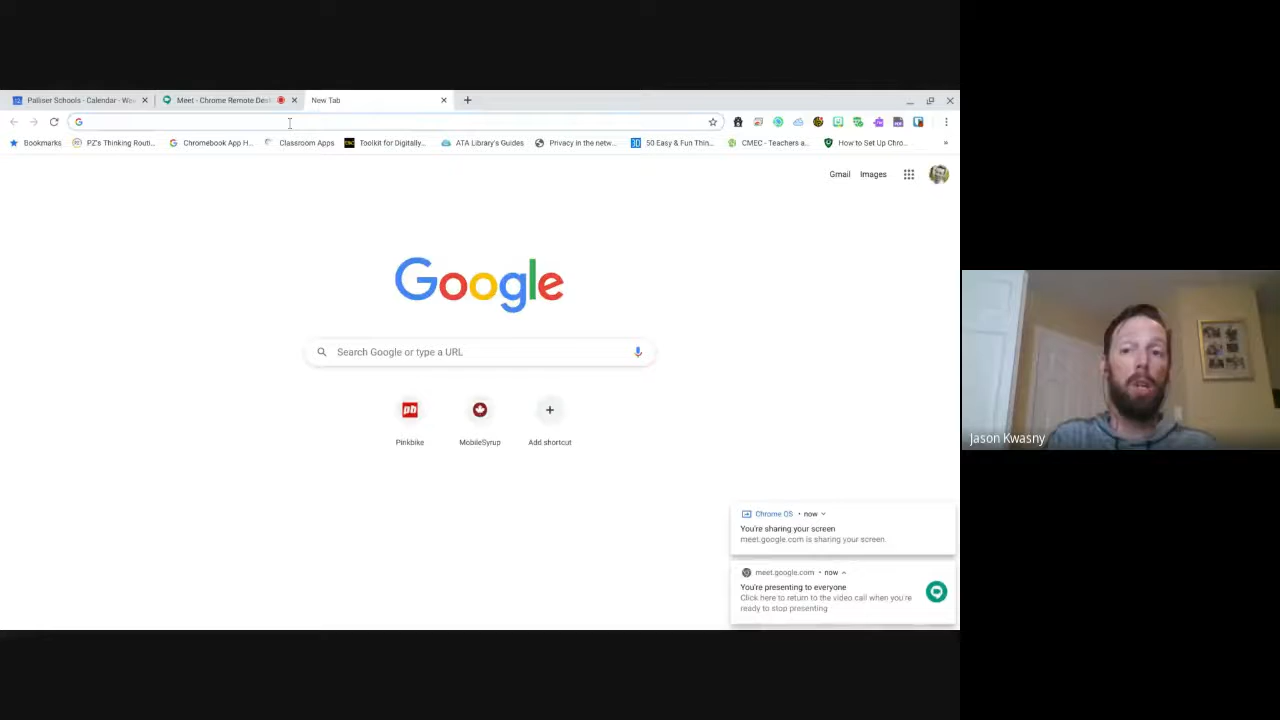 Palliser Schools - Calendar - We
Meet - Chrome Remote Des
New Tab
Bookmarks
PZ's Thinking Routi...
Chromebook App H...
Classroom Apps
Toolkit for Digitally...
ATA Library's Guides
Privacy in the netw...
50 Easy & Fun Thin...
CMEC - Teachers a...
How to Set Up Chro...
»
Gmail
Images
Google
Search Google or type a URL
Pinkbike
MobileSyrup
Add shortcut
Chrome OS • now
You're sharing your screen
meet.google.com is sharing your screen.
meet.google.com • now
You're presenting to everyone
Click here to return to the video call when you're
ready to stop presenting
Jason Kwasny